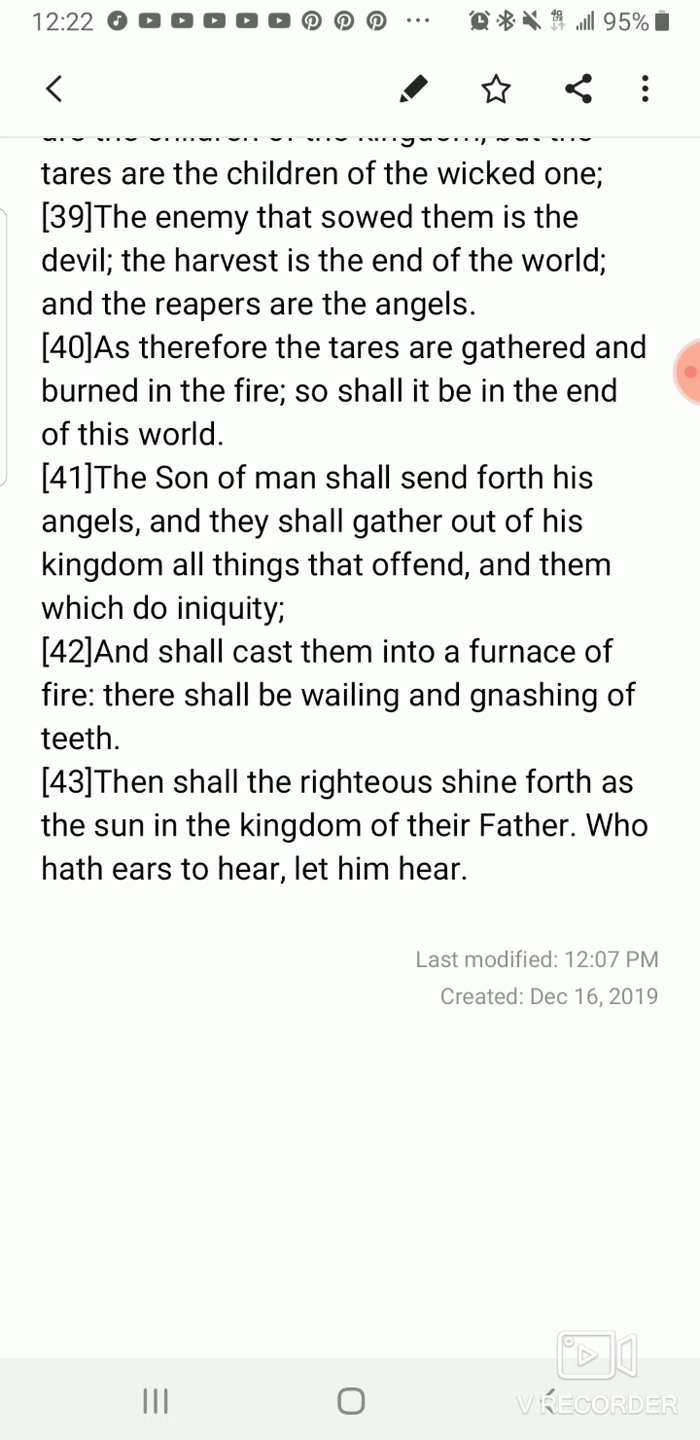 12:22
4G
95%
tares are the children of the wicked one;
[39]The enemy that sowed them is the
devil; the harvest is the end of the world;
and the reapers are the angels.
[40]As therefore the tares are gathered and
burned in the fire; so shall it be in the end
of this world.
[41]The Son of man shall send forth his
angels, and they shall gather out of his
kingdom all things that offend, and them
which do iniquity;
[42]And shall cast them into a furnace of
fire: there shall be wailing and gnashing of
teeth.
[43]Then shall the righteous shine forth as
the sun in the kingdom of their Father. Who
hath ears to hear, let him hear.
Last modified: 12:07 PM
Created: Dec 16, 2019
V RECORDER